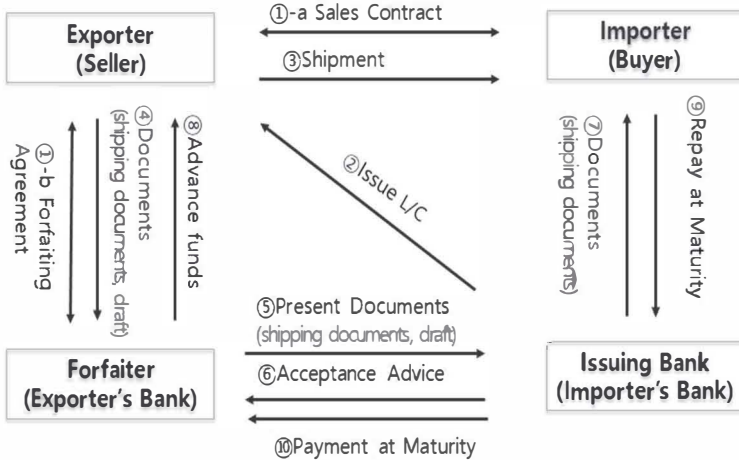 ①-a Sales Contract
Exporter
(Seller)
Importer
(Buyer)
③Shipment
①-b Forfaiting
Agreement
④Documents
(shipping documents, draft)
⑧Advance funds
②Issue L/C
⑦Documents
(shipping documents)
⑨Repay at Maturity
⑤Present Documents
(shipping documents, draft)
Forfaiter
(Exporter's Bank)
⑥Acceptance Advice
Issuing Bank
(Importer's Bank)
⑩Payment at Maturity